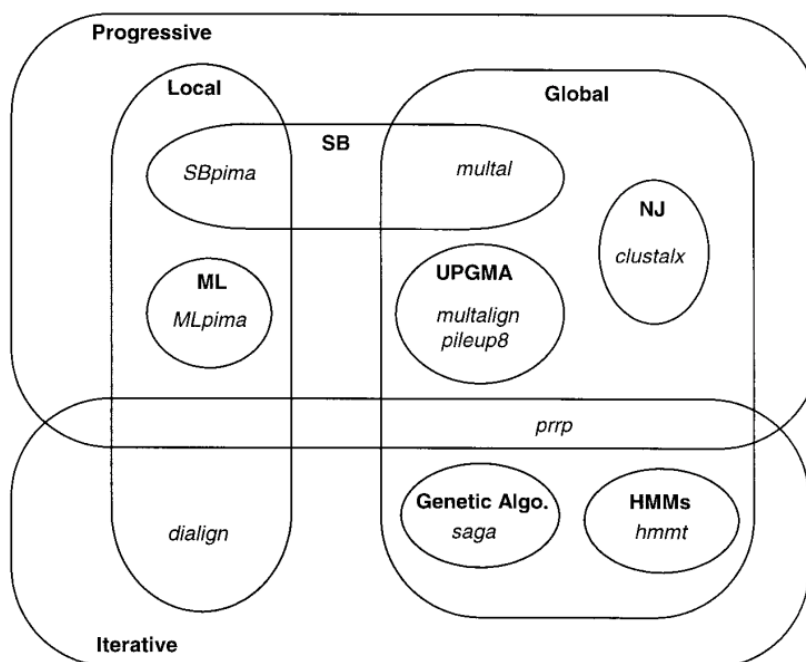 Progressive
Local
Global
SB
SBpima
multal
NJ
clustalx
ML
MLpima
UPGMA
multalign
pileup8
prrp
Genetic Algo.
saga
HMMs
hmmt
dialign
Iterative